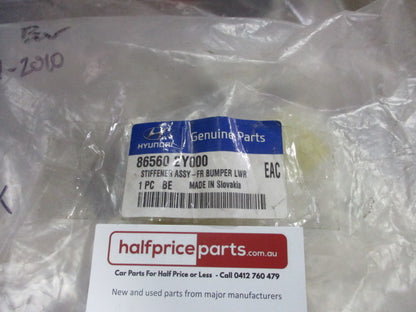 -2010
HYUNDAI
Genuine Parts
86560 2Y000
STIFFENER ASSY-FR BUMPER LWR
EAC
1 PC BE MADE IN Slovakia
halfpriceparts.com.au
Car Parts For Half Price or Less - Call 0412 760 479
New and used parts from major manufacturers